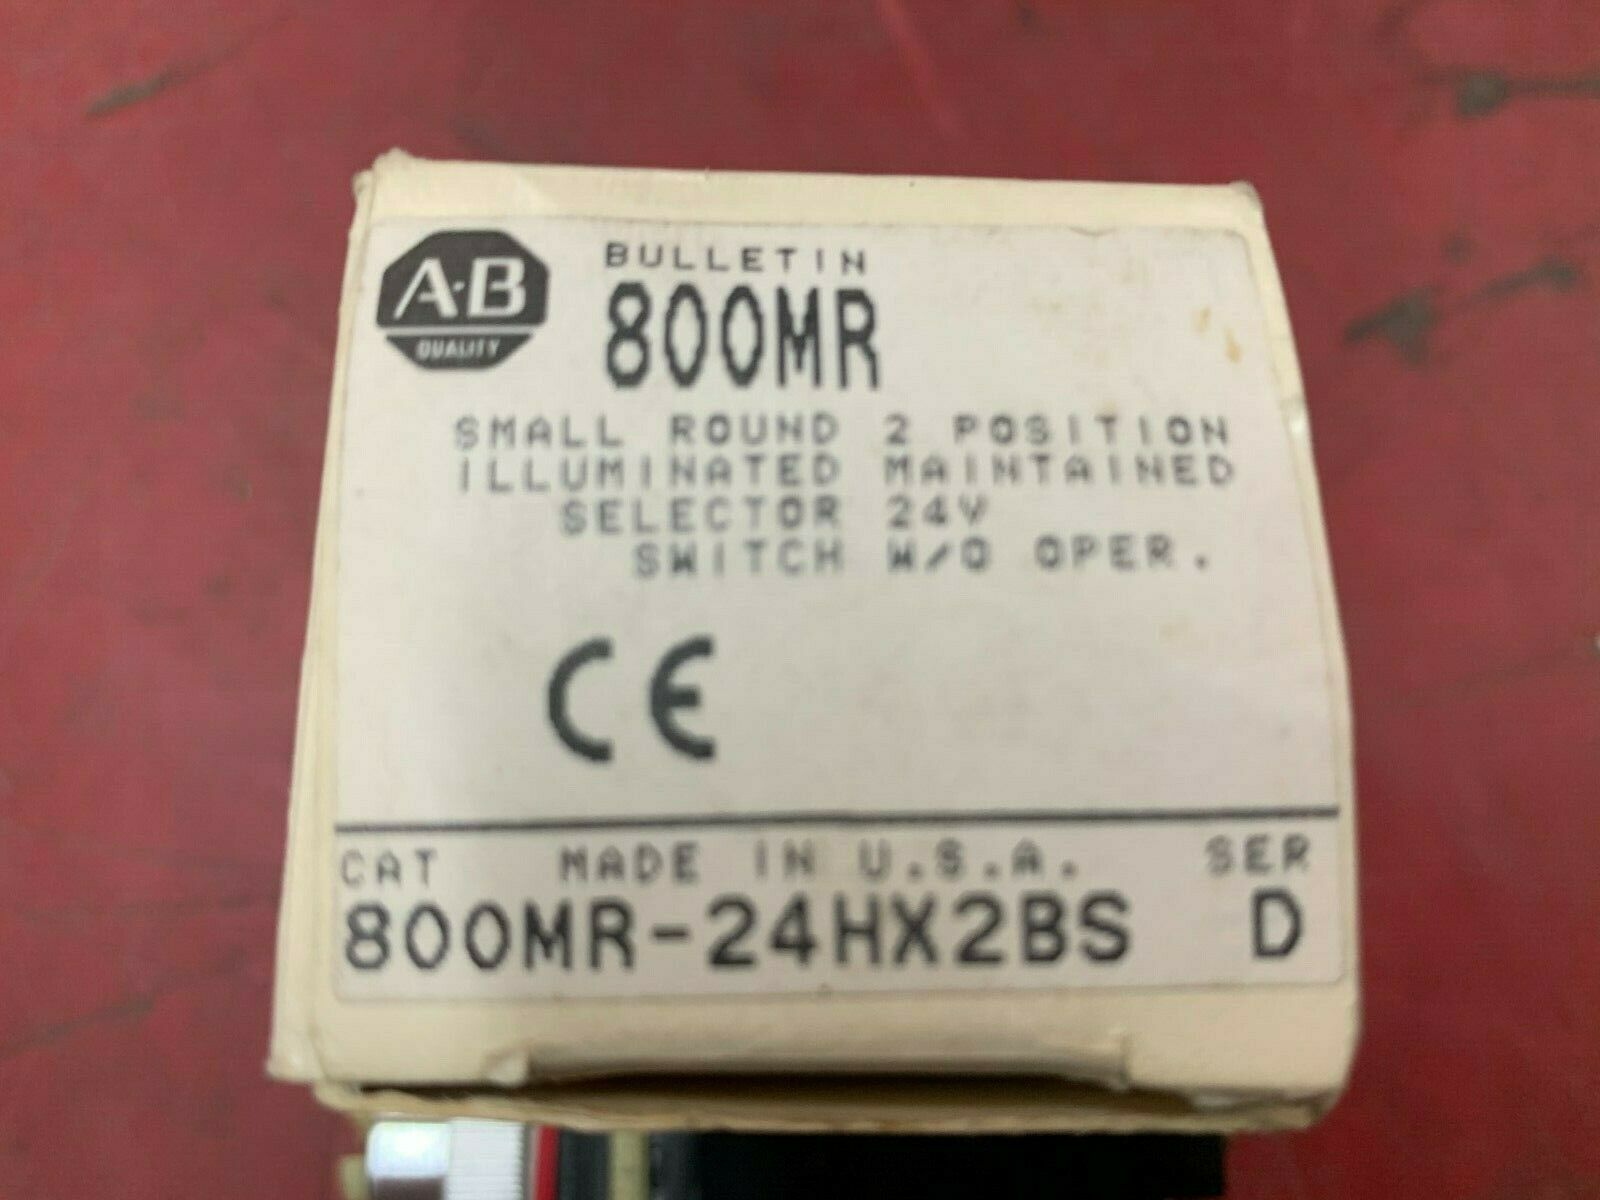 A-B
QUALITY
BULLETIN
800MR
SMALL ROUND 2 POSITION
ILLUMINATED MAINTAINED
SELECTOR 24V
SWITCH W/O OPER.
CE
CAT MADE IN U.S.A. SER
800MR-24HX2BS D